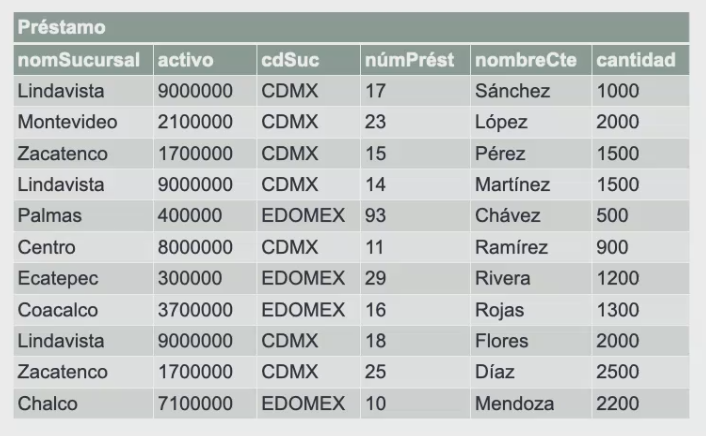 Préstamo
nomSucursal activo cdSuc númPrést nombreCte cantidad
Lindavista 9000000 CDMX 17 Sánchez 1000
Montevideo 2100000 CDMX 23 López 2000
Zacatenco 1700000 CDMX 15 Pérez 1500
Lindavista 9000000 CDMX 14 Martínez 1500
Palmas 400000 EDOMEX 93 Chávez 500
Centro 8000000 CDMX 11 Ramírez 900
Ecatepec 300000 EDOMEX 29 Rivera 1200
Coacalco 3700000 EDOMEX 16 Rojas 1300
Lindavista 9000000 CDMX 18 Flores 2000
Zacatenco 1700000 CDMX 25 Díaz 2500
Chalco 7100000 EDOMEX 10 Mendoza 2200